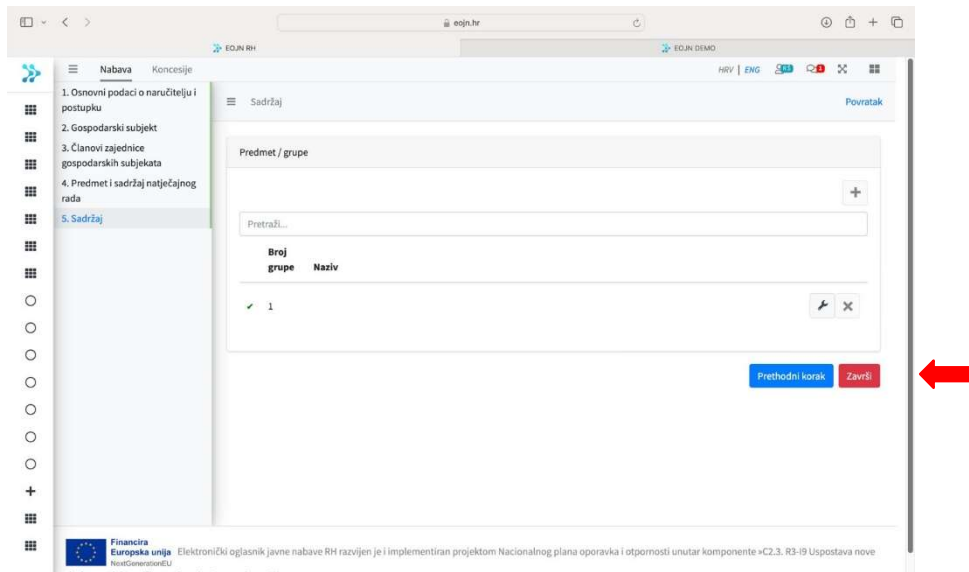 eojn.hr
EOJN RH
EOJN DEMO
Nabava Koncesije
HRV | ENG
1. Osnovni podaci o naručitelju i
postupku
2. Gospodarski subjekt
3. Članovi zajednice
gospodarskih subjekata
4. Predmet i sadržaj natječajnog
rada
5. Sadržaj
Sadržaj
Povratak
Predmet / grupe
Pretraži...
Broj
grupe Naziv
1
Prethodni korak Završi
Financira
Europska unija
NextGenerationEU
Elektronički oglasnik javne nabave RH razvijen je i implementiran projektom Nacionalnog plana oporavka i otpornosti unutar komponente »C2.3. R3-I9 Uspostava nove